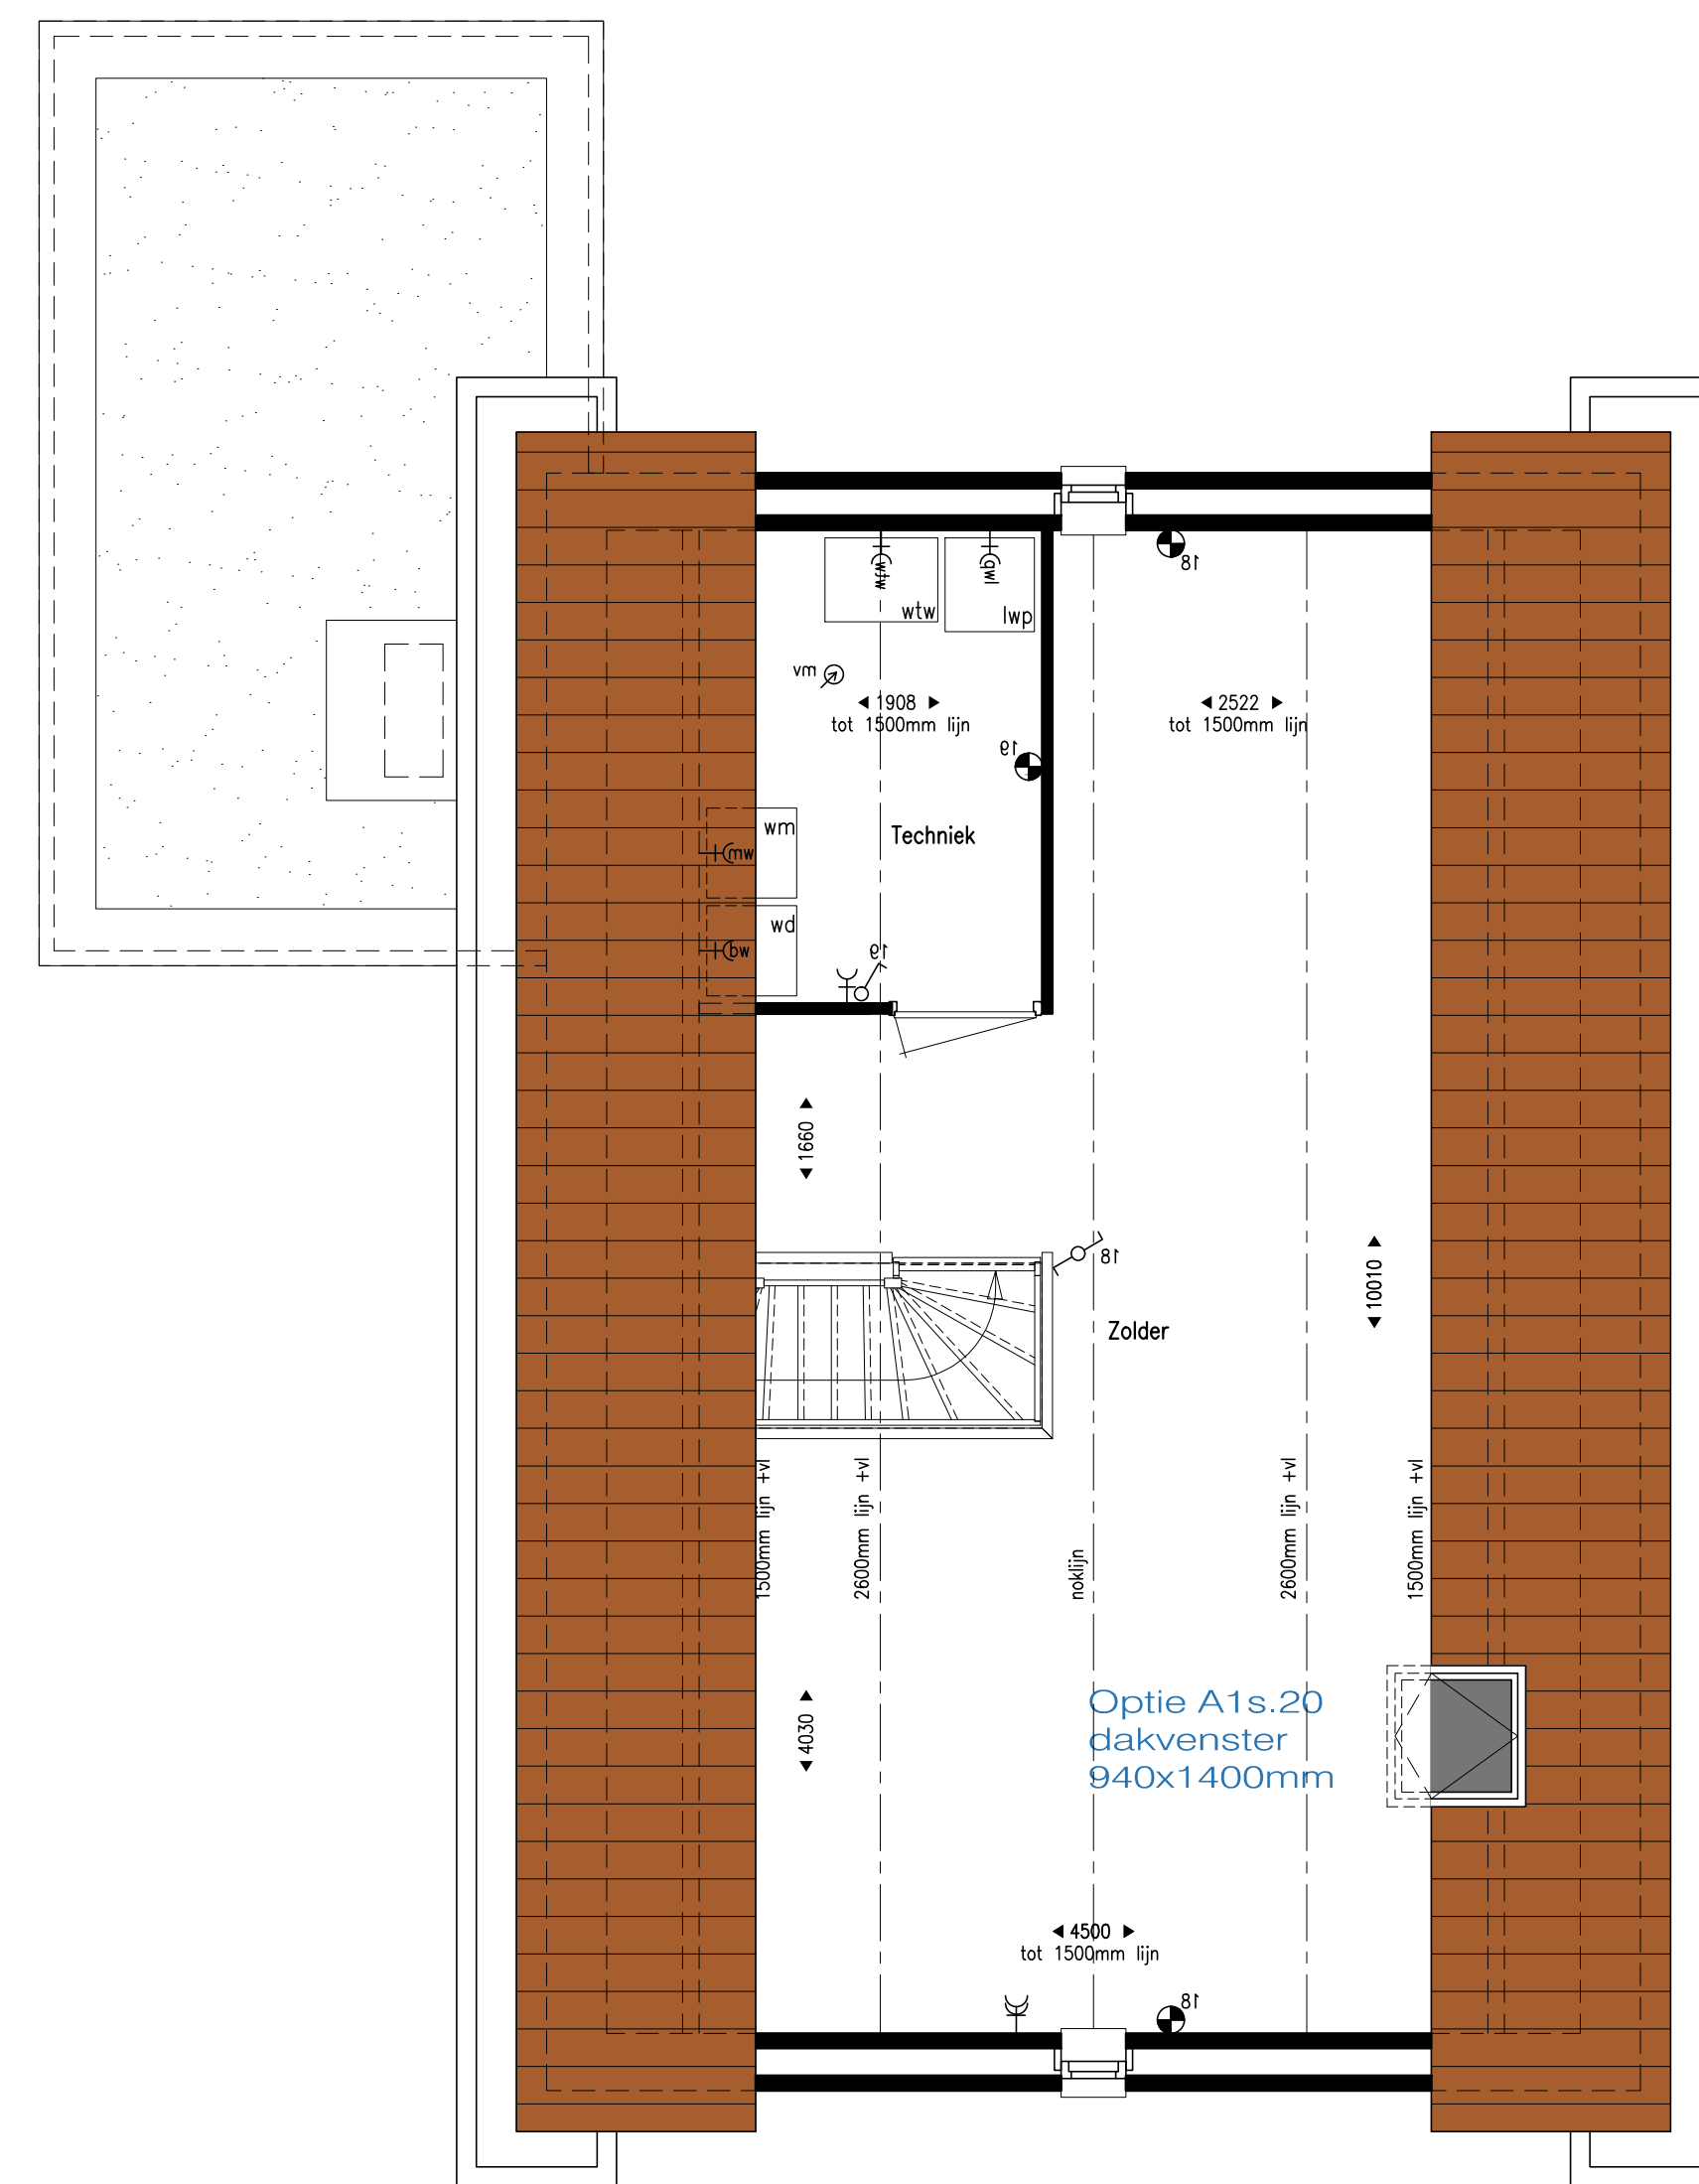 18
wtw
lwp
wtw
lwp
vm
1908
tot 1500mm lijn
2522
tot 1500mm lijn
19
wm
wm
Techniek
wd
wd
19
1660
18
10010
Zolder
1500mm lijn +vl
2600mm lijn +vl
noklijn
2600mm lijn +vl
1500mm lijn +vl
Optie A1s.20
dakvenster
940x1400mm
4030
4500
tot 1500mm lijn
18